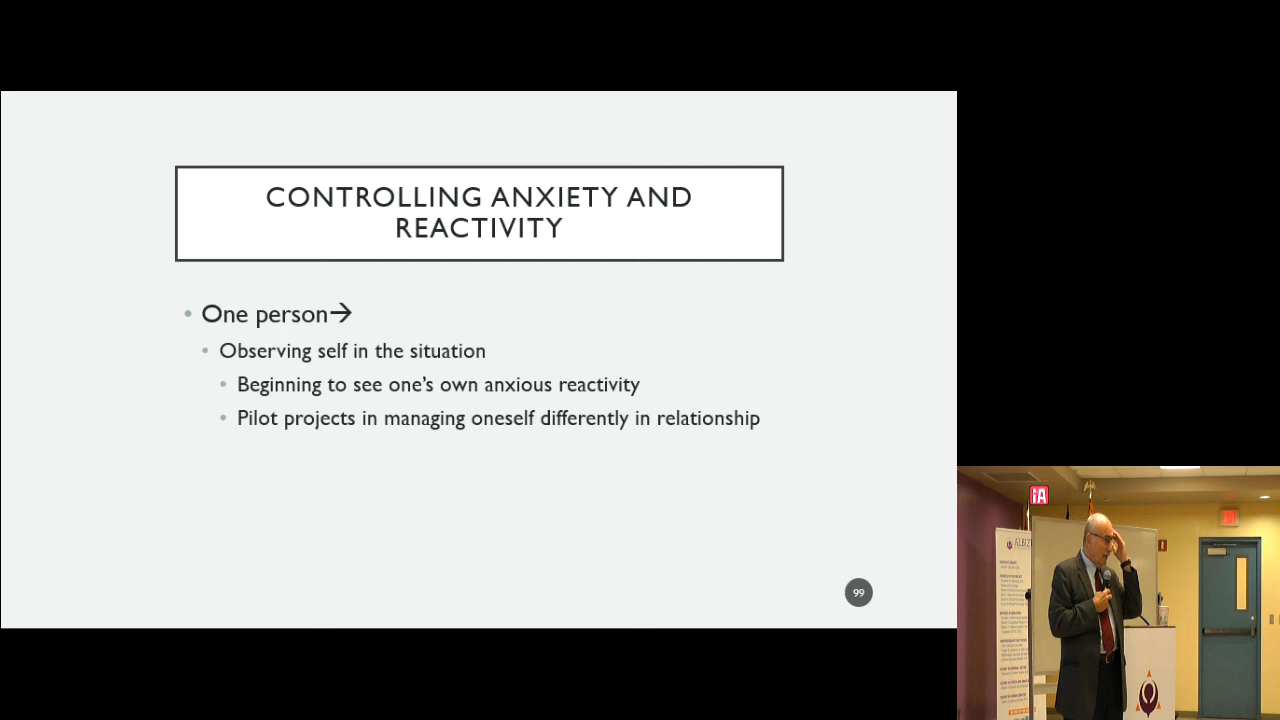 CONTROLLING ANXIETY AND
REACTIVITY
• One person→
• Observing self in the situation
• Beginning to see one's own anxious reactivity
• Pilot projects in managing oneself differently in relationship
99
iA